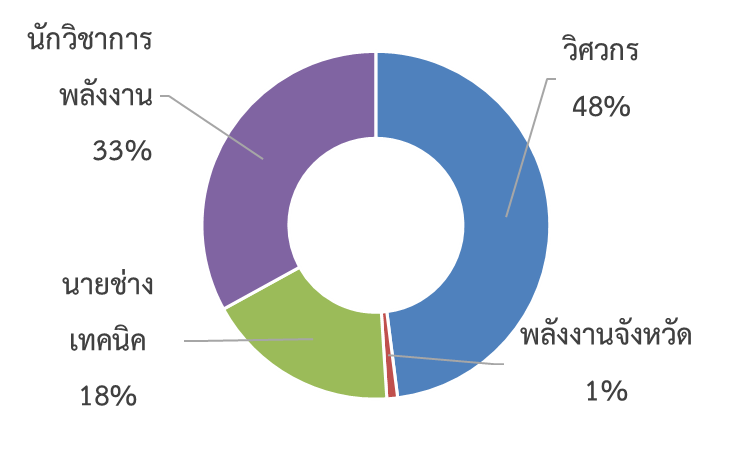 นักวิชาการ
พลังงาน
33%
วิศวกร
48%
นายช่าง
เทคนิค
18%
พลังงานจังหวัด
1%